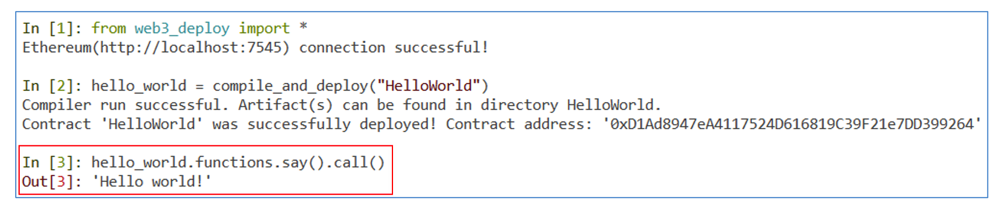 In [1]: from web3_deploy import *
Ethereum(http://localhost:7545) connection successful!
In [2]: hello_world = compile_and_deploy("HelloWorld")
Compiler run successful. Artifact(s) can be found in directory HelloWorld.
Contract 'HelloWorld' was successfully deployed! Contract address: '0xD1Ad8947eA4117524D616819C39F21e7DD399264'
In [3]: hello_world.functions.say().call()
Out[3]: 'Hello world!'